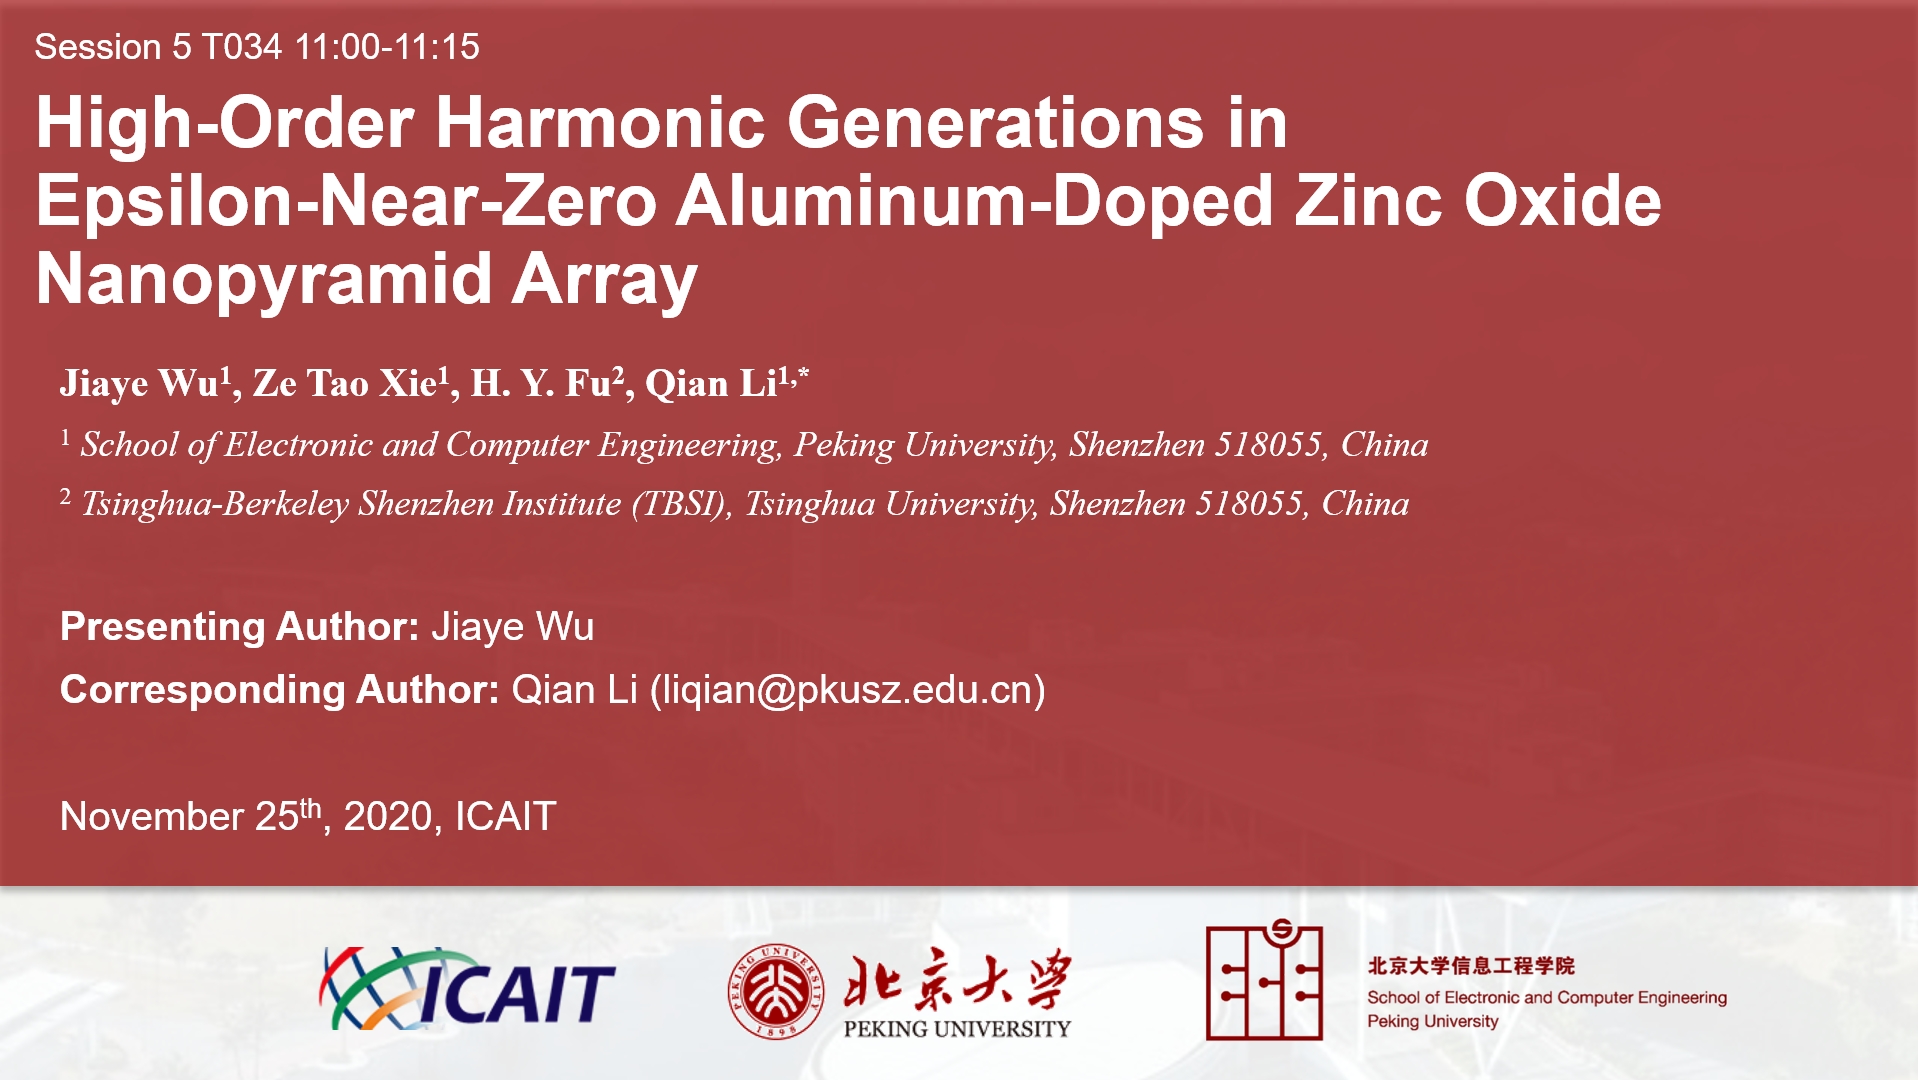 Session 5 T034 11:00-11:15
High-Order Harmonic Generations in
Epsilon-Near-Zero Aluminum-Doped Zinc Oxide
Nanopyramid Array
Jiaye Wu¹, Ze Tao Xie¹, H. Y. Fu², Qian Li¹,*
¹ School of Electronic and Computer Engineering, Peking University, Shenzhen 518055, China
² Tsinghua-Berkeley Shenzhen Institute (TBSI), Tsinghua University, Shenzhen 518055, China
Presenting Author: Jiaye Wu
Corresponding Author: Qian Li (liqian@pkusz.edu.cn)
November 25th, 2020, ICAIT
ICAIT
PEKING UNIVERSITY
1898
北京大学
PEKING UNIVERSITY
北京大学信息工程学院
School of Electronic and Computer Engineering
Peking University